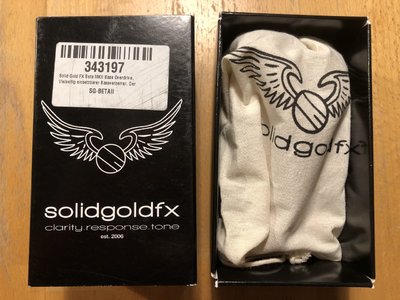 343197
Solid Gold FX Beta MKII Bass Overdrive,
Vielseitig einsetzbarer Bassverzerrer, Der
SG-BETAII
solidgoldfx
clarity.response.tone
est. 2006
solidgoldfx